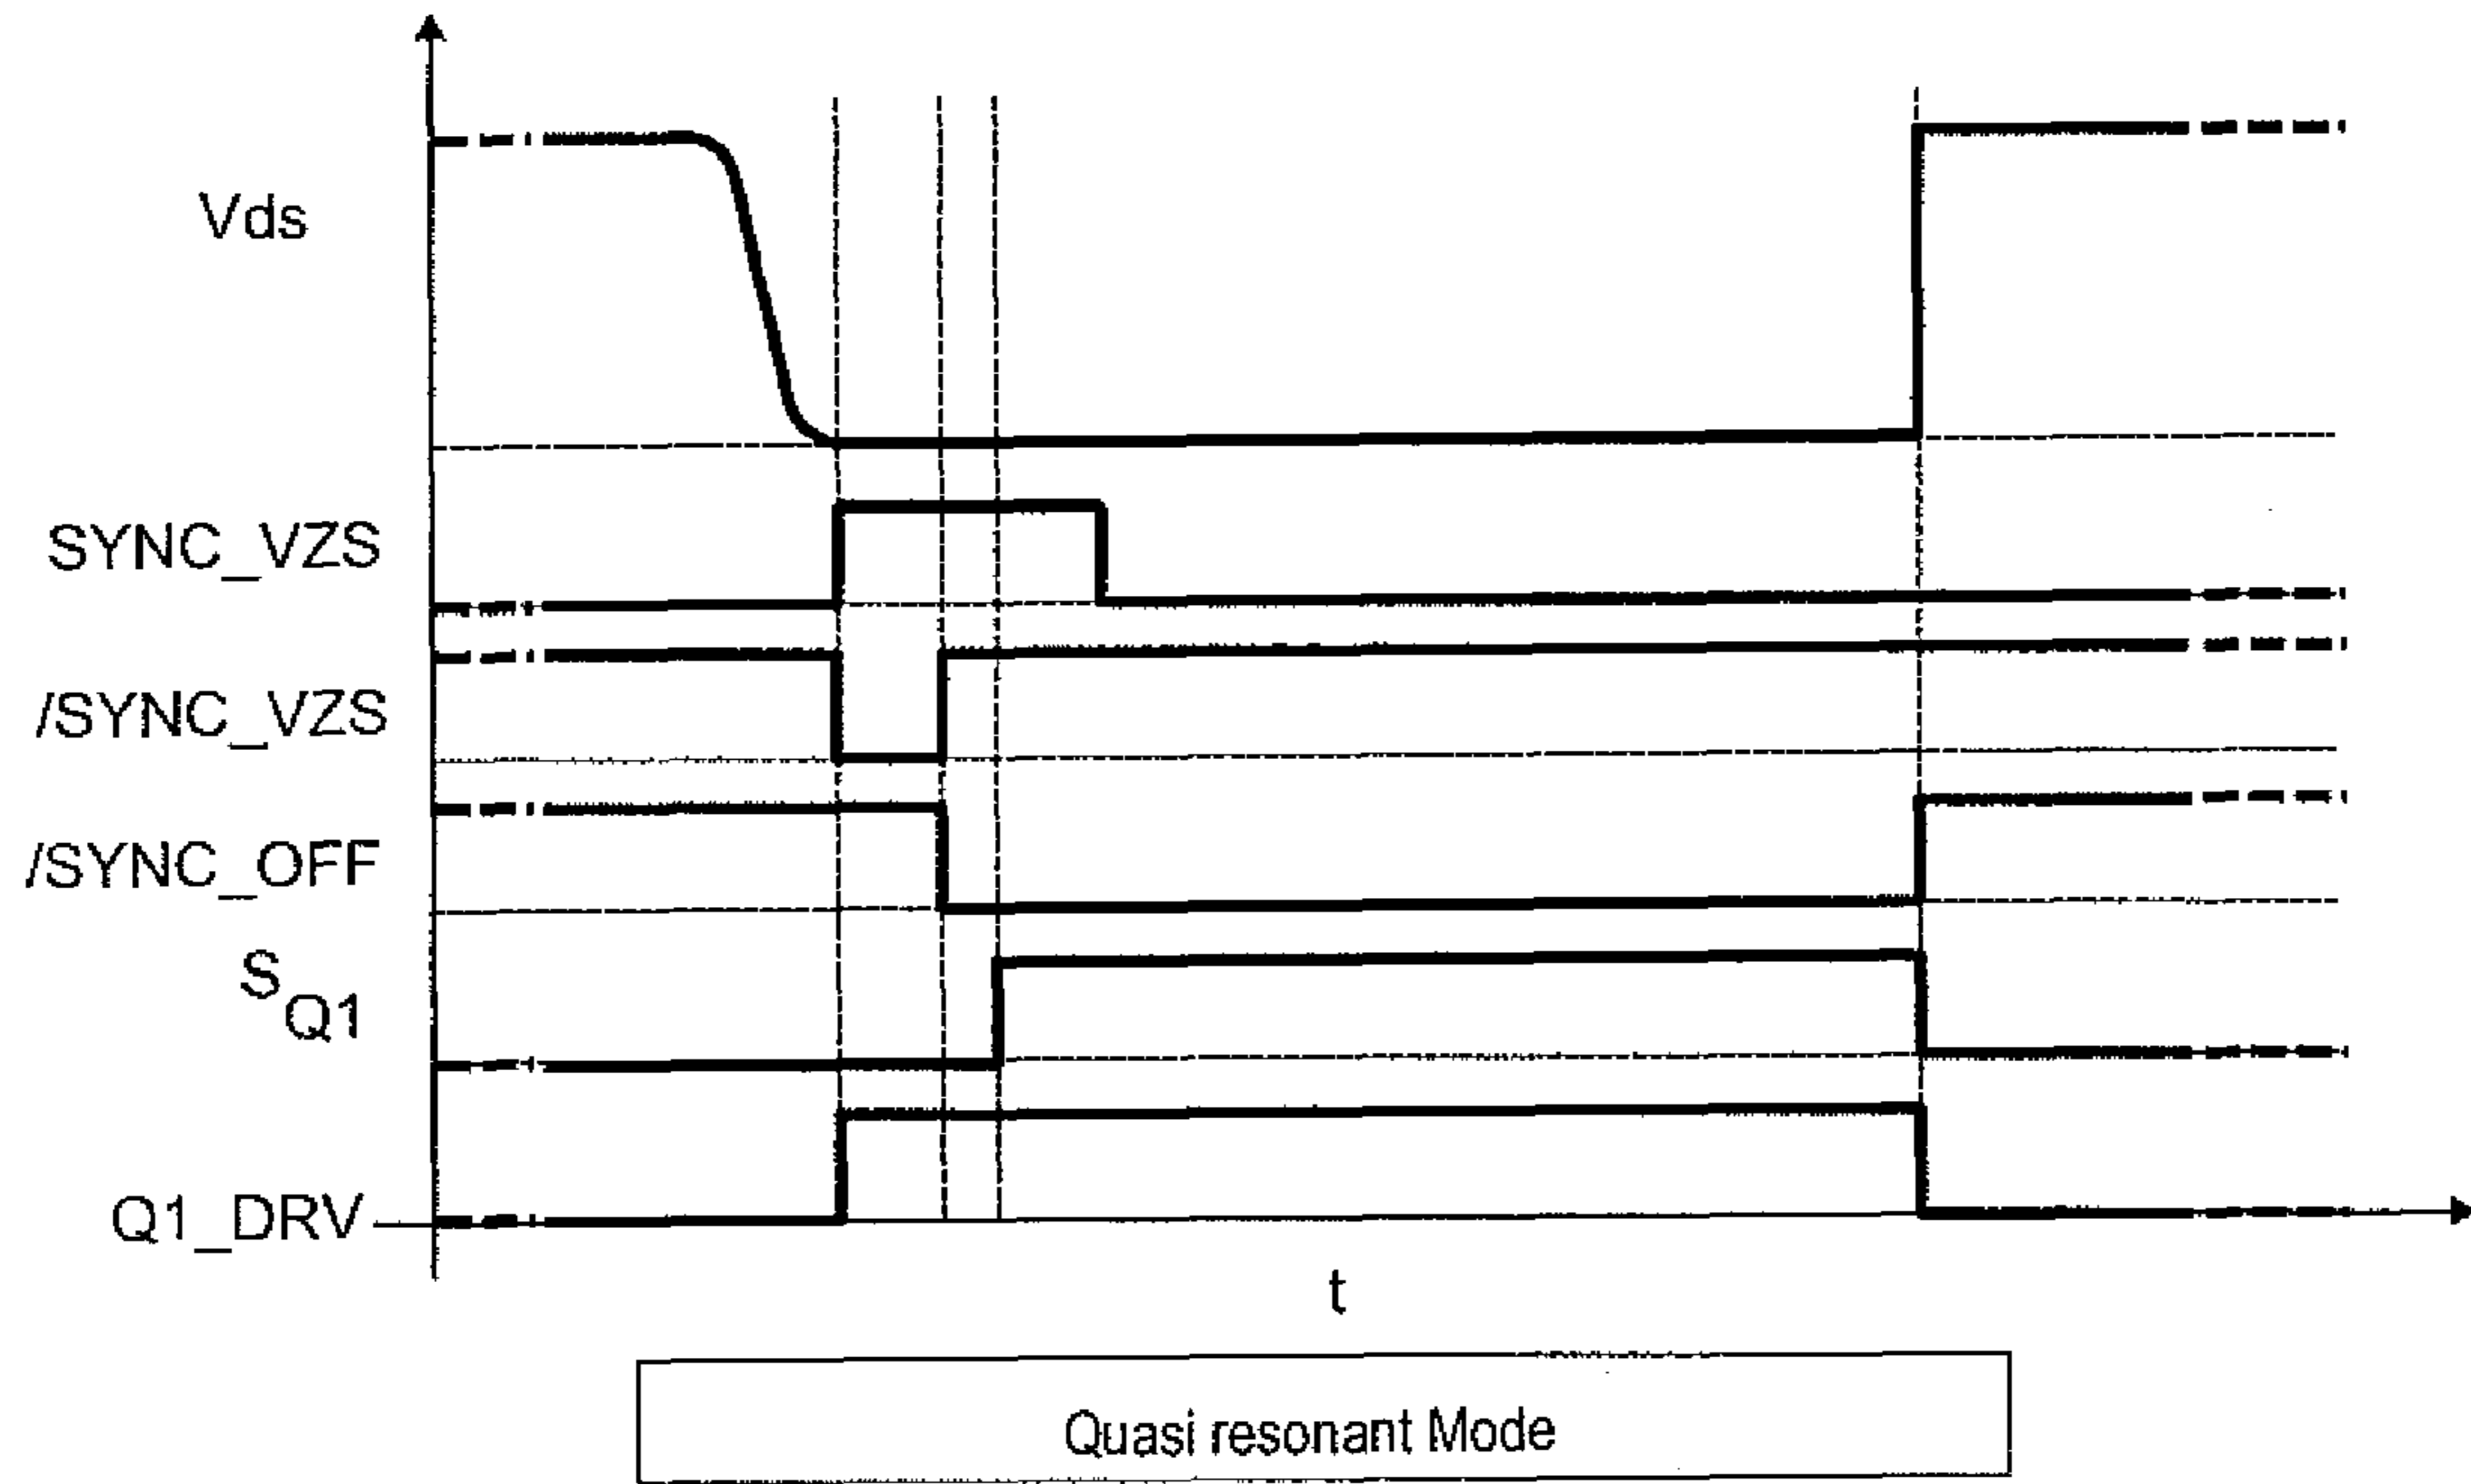 Vds
SYNC_VZS
/SYNC_VZS
/SYNC_OFF
SQ1
Q1_DRV
t
Quasi resonant Mode